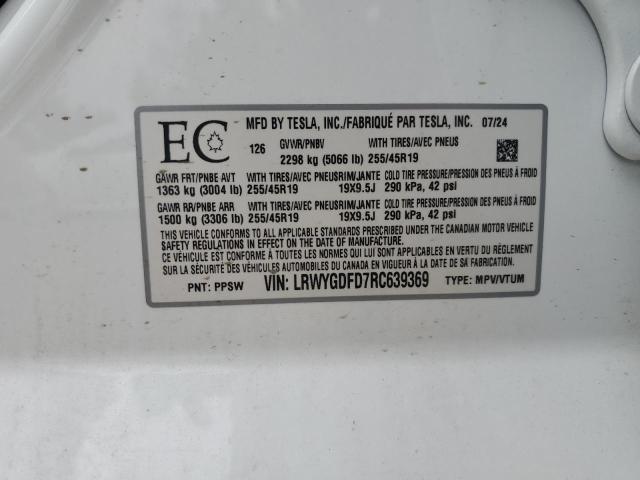 MFD BY TESLA, INC./FABRIQUÉ PAR TESLA, INC. 07/24
EC
126 GVWR/PNBV WITH TIRES/AVEC PNEUS
2298 kg (5066 lb) 255/45R19
GAWR FRT/PNBE AVT WITH TIRES/AVEC PNEUS RIM/JANTE COLD TIRE PRESSURE/PRESSION DES PNEUS À FROID
1363 kg (3004 lb) 255/45R19 19X9.5J 290 kPa, 42 psi
GAWR RR/PNBE ARR WITH TIRES/AVEC PNEUS RIM/JANTE COLD TIRE PRESSURE/PRESSION DES PNEUS À FROID
1500 kg (3306 lb) 255/45R19 19X9.5J 290 kPa, 42 psi
THIS VEHICLE CONFORMS TO ALL APPLICABLE STANDARDS PRESCRIBED UNDER THE CANADIAN MOTOR VEHICLE
SAFETY REGULATIONS IN EFFECT ON THE DATE OF MANUFACTURE.
CE VÉHICULE EST CONFORME À TOUTES LES NORMES QUI LUI SONT APPLICABLES EN VERTU DU RÈGLEMENT
SUR LA SÉCURITÉ DES VÉHICULES AUTOMOBILES DU CANADA EN VIGUEUR À LA DATE DE SA FABRICATION.
PNT: PPSW VIN: LRWYGDFD7RC639369 TYPE: MPV/VTUM